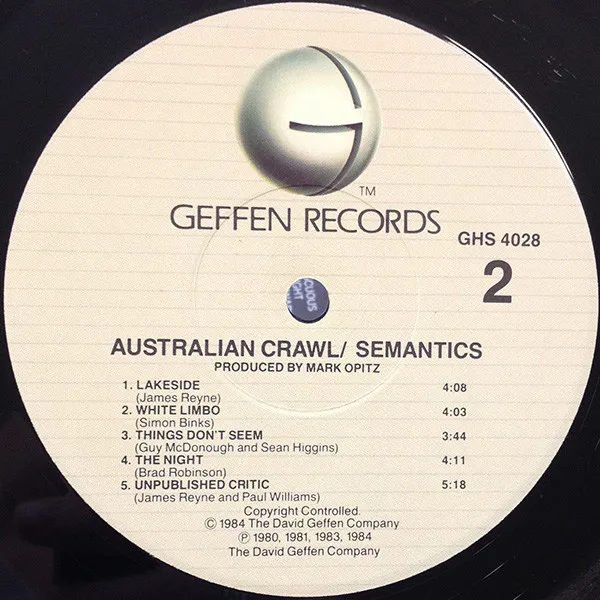 TM
GEFFEN RECORDS
GHS 4028
2
AUSTRALIAN CRAWL/ SEMANTICS
PRODUCED BY MARK OPITZ
1. LAKESIDE 4:08
(James Reyne)
2. WHITE LIMBO 4:03
(Simon Binks)
3. THINGS DON'T SEEM 3:44
(Guy McDonough and Sean Higgins)
4. THE NIGHT 4:11
(Brad Robinson)
5. UNPUBLISHED CRITIC 5:18
(James Reyne and Paul Williams)
Copyright Controlled.
© 1984 The David Geffen Company
℗ 1980, 1981, 1983, 1984
The David Geffen Company